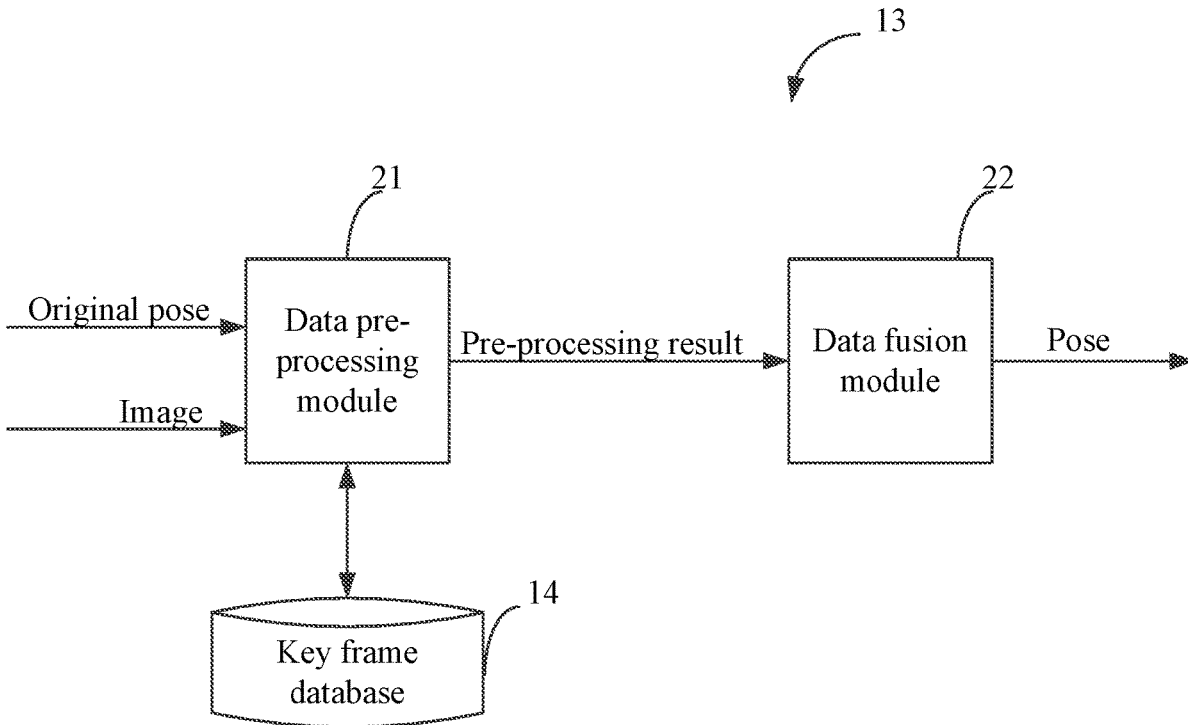 13
21
22
Original pose
Data pre-
processing
module
Pre-processing result
Data fusion
module
Pose
Image
14
Key frame
database